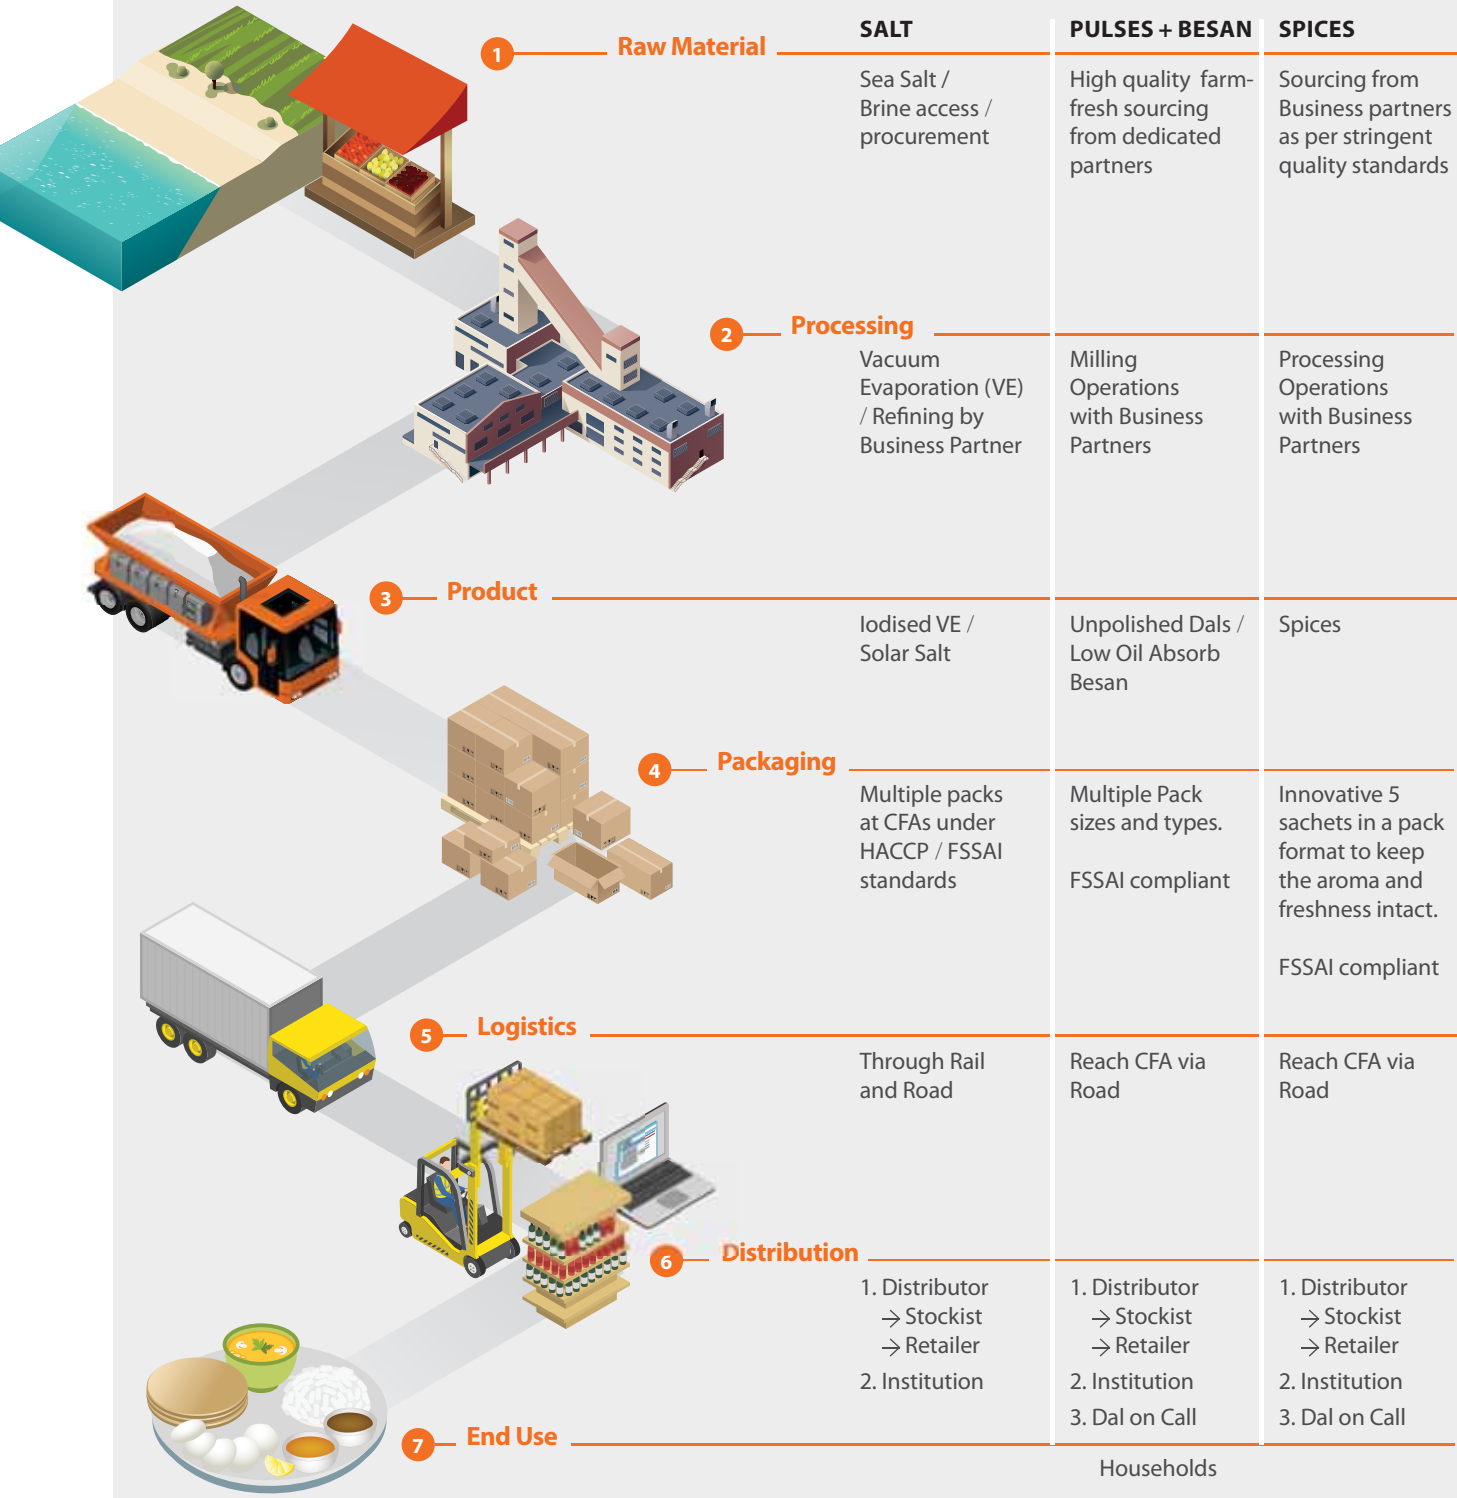 SALT
PULSES + BESAN
SPICES
1
Raw Material
Sea Salt /
Brine access /
procurement
High quality farm-
fresh sourcing
from dedicated
partners
Sourcing from
Business partners
as per stringent
quality standards
2
Processing
Vacuum
Evaporation (VE)
/ Refining by
Business Partner
Milling
Operations
with Business
Partners
Processing
Operations
with Business
Partners
3
Product
Iodised VE /
Solar Salt
Unpolished Dals /
Low Oil Absorb
Besan
Spices
4
Packaging
Multiple packs
at CFAs under
HACCP / FSSAI
standards
Multiple Pack
sizes and types.
FSSAI compliant
Innovative 5
sachets in a pack
format to keep
the aroma and
freshness intact.
FSSAI compliant
5
Logistics
Through Rail
and Road
Reach CFA via
Road
Reach CFA via
Road
6
Distribution
1. Distributor
→ Stockist
→ Retailer
2. Institution
1. Distributor
→ Stockist
→ Retailer
2. Institution
3. Dal on Call
1. Distributor
→ Stockist
→ Retailer
2. Institution
3. Dal on Call
7
End Use
Households